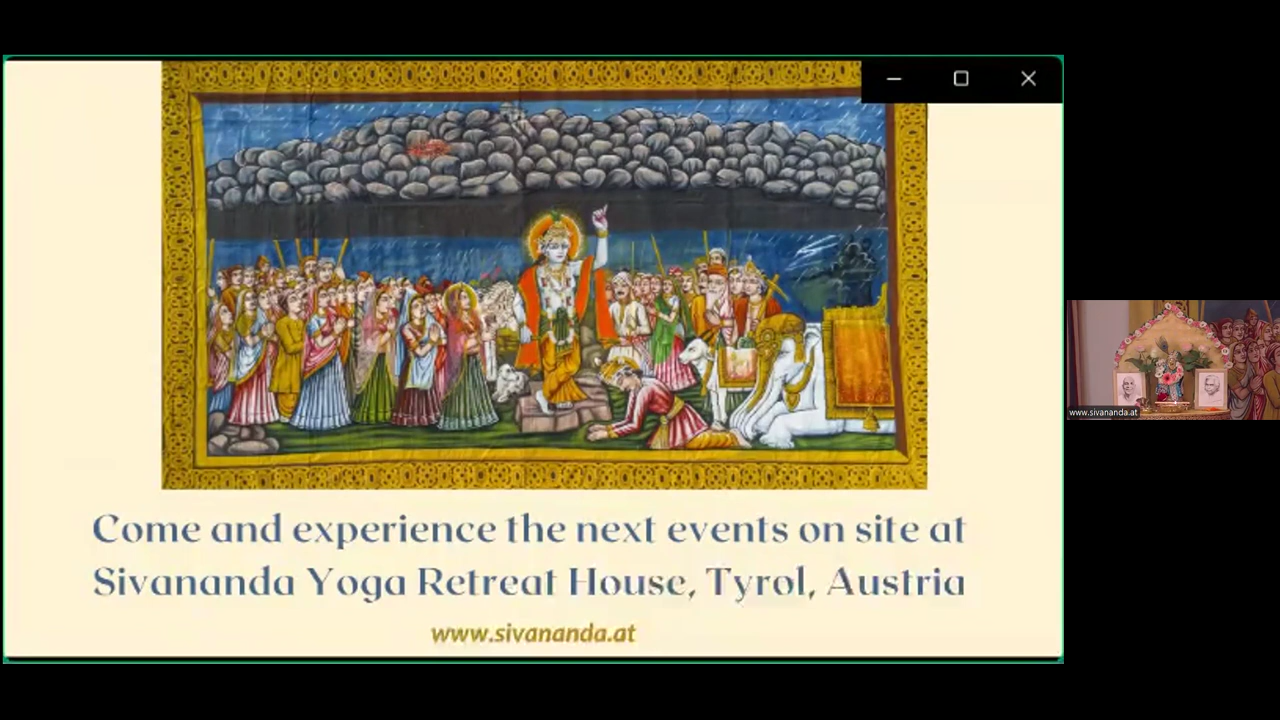 Come and experience the next events on site at
Sivananda Yoga Retreat House, Tyrol, Austria
www.sivananda.at
www.sivananda.at